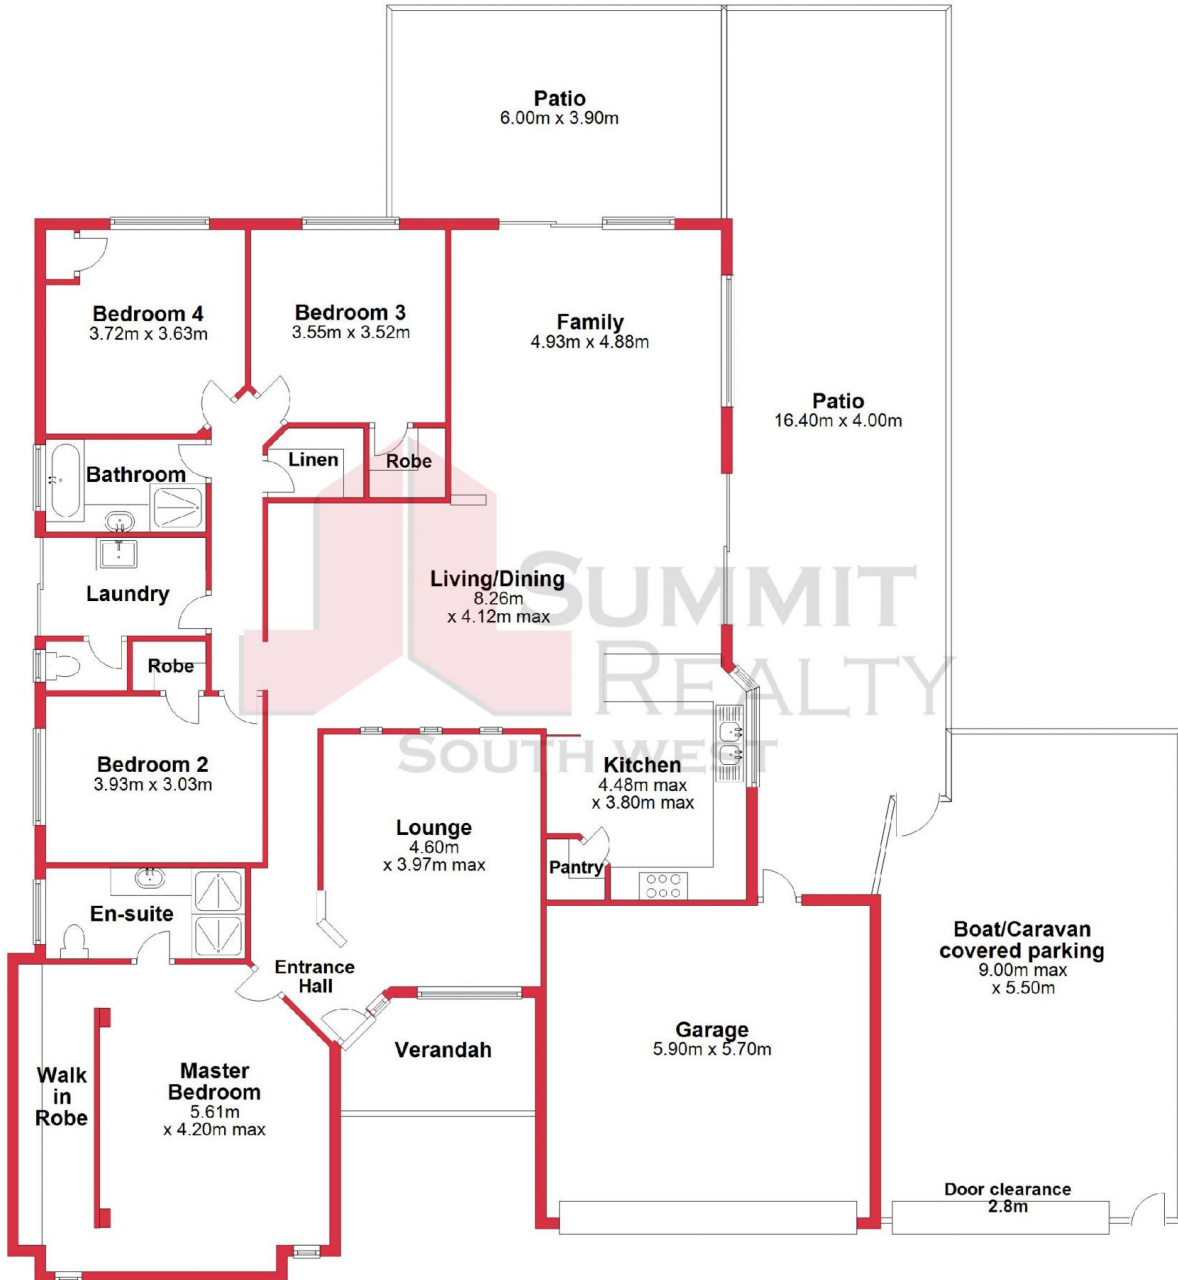 Patio
6.00m x 3.90m
Bedroom 4
3.72m x 3.63m
Bedroom 3
3.55m x 3.52m
Family
4.93m x 4.88m
Patio
16.40m x 4.00m
Bathroom
Linen
Robe
Living/Dining
8.26m
x 4.12m max
Laundry
Robe
SUMMIT
REALTY
SOUTH WEST
Bedroom 2
3.93m x 3.03m
Kitchen
4.48m max
x 3.80m max
Lounge
4.60m
x 3.97m max
Pantry
En-suite
Entrance
Hall
Boat/Caravan
covered parking
9.00m max
x 5.50m
Garage
5.90m x 5.70m
Verandah
Walk
in
Robe
Master
Bedroom
5.61m
x 4.20m max
Door clearance
2.8m